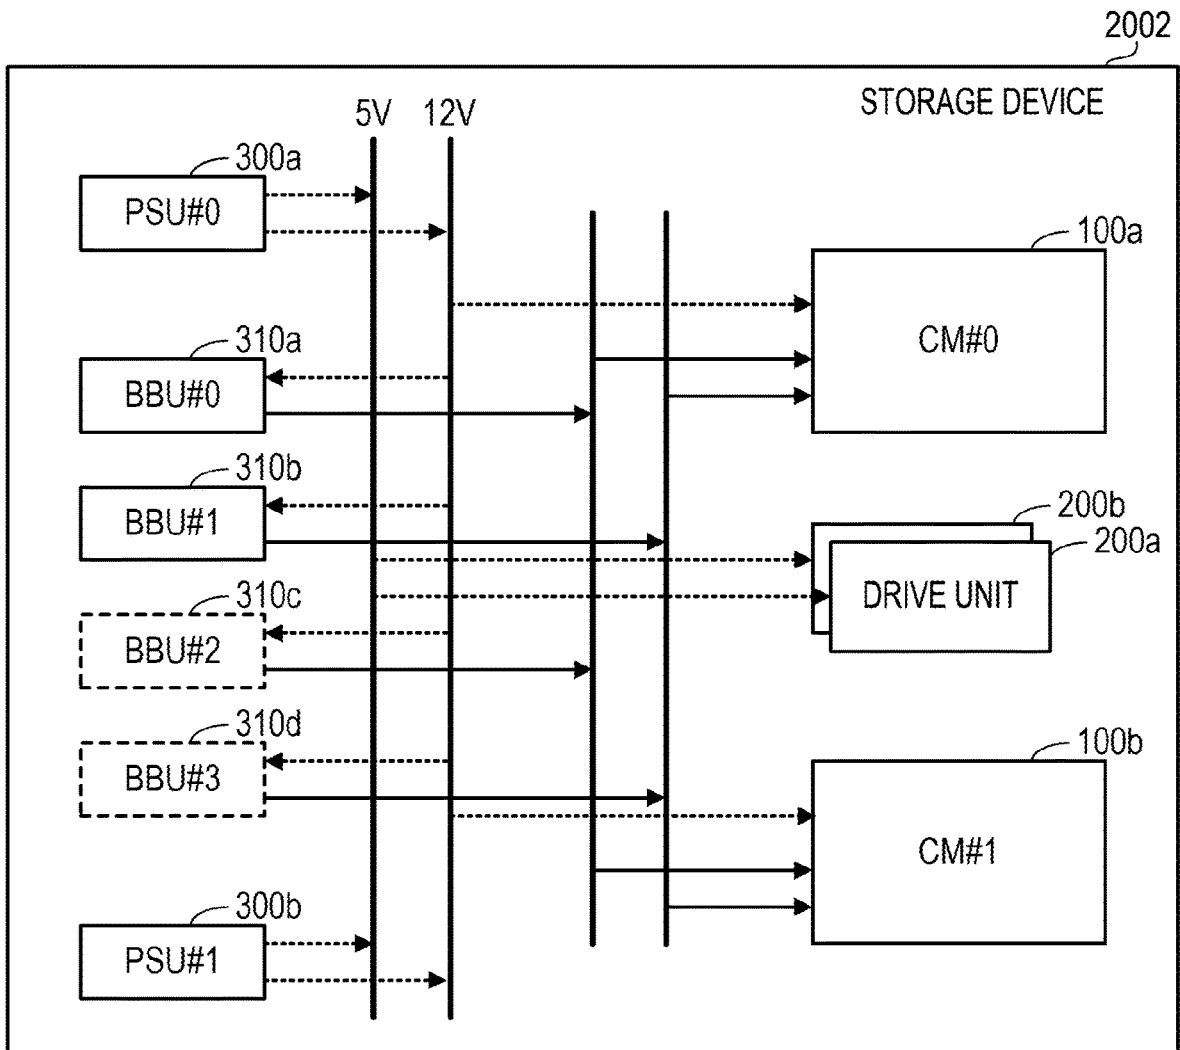 2002
STORAGE DEVICE
5V 12V
300a
PSU#0
100a
CM#0
310a
BBU#0
310b
BBU#1
200b
200a
DRIVE UNIT
310c
BBU#2
310d
BBU#3
100b
CM#1
300b
PSU#1